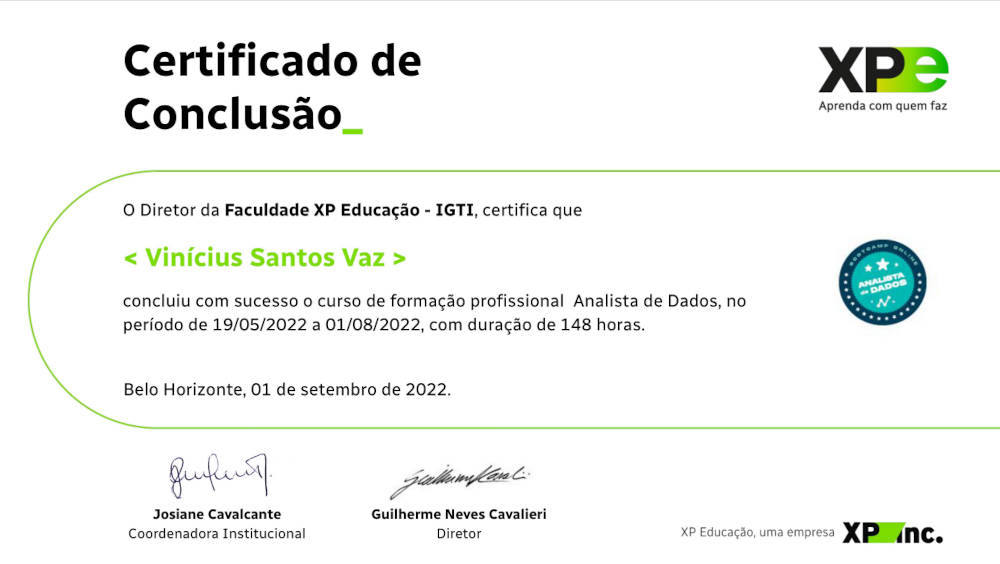 Certificado de
Conclusão_
XPe
Aprenda com quem faz
O Diretor da Faculdade XP Educação - IGTI, certifica que
< Vinícius Santos Vaz >
concluiu com sucesso o curso de formação profissional  Analista de Dados, no
período de 19/05/2022 a 01/08/2022, com duração de 148 horas.
BOOTCAMP ONLINE
ANALISTA
de DADOS
Belo Horizonte, 01 de setembro de 2022.
Josiane Cavalcante
Coordenadora Institucional
Guilherme Neves Cavalieri
Diretor
XP Educação, uma empresa XP inc.